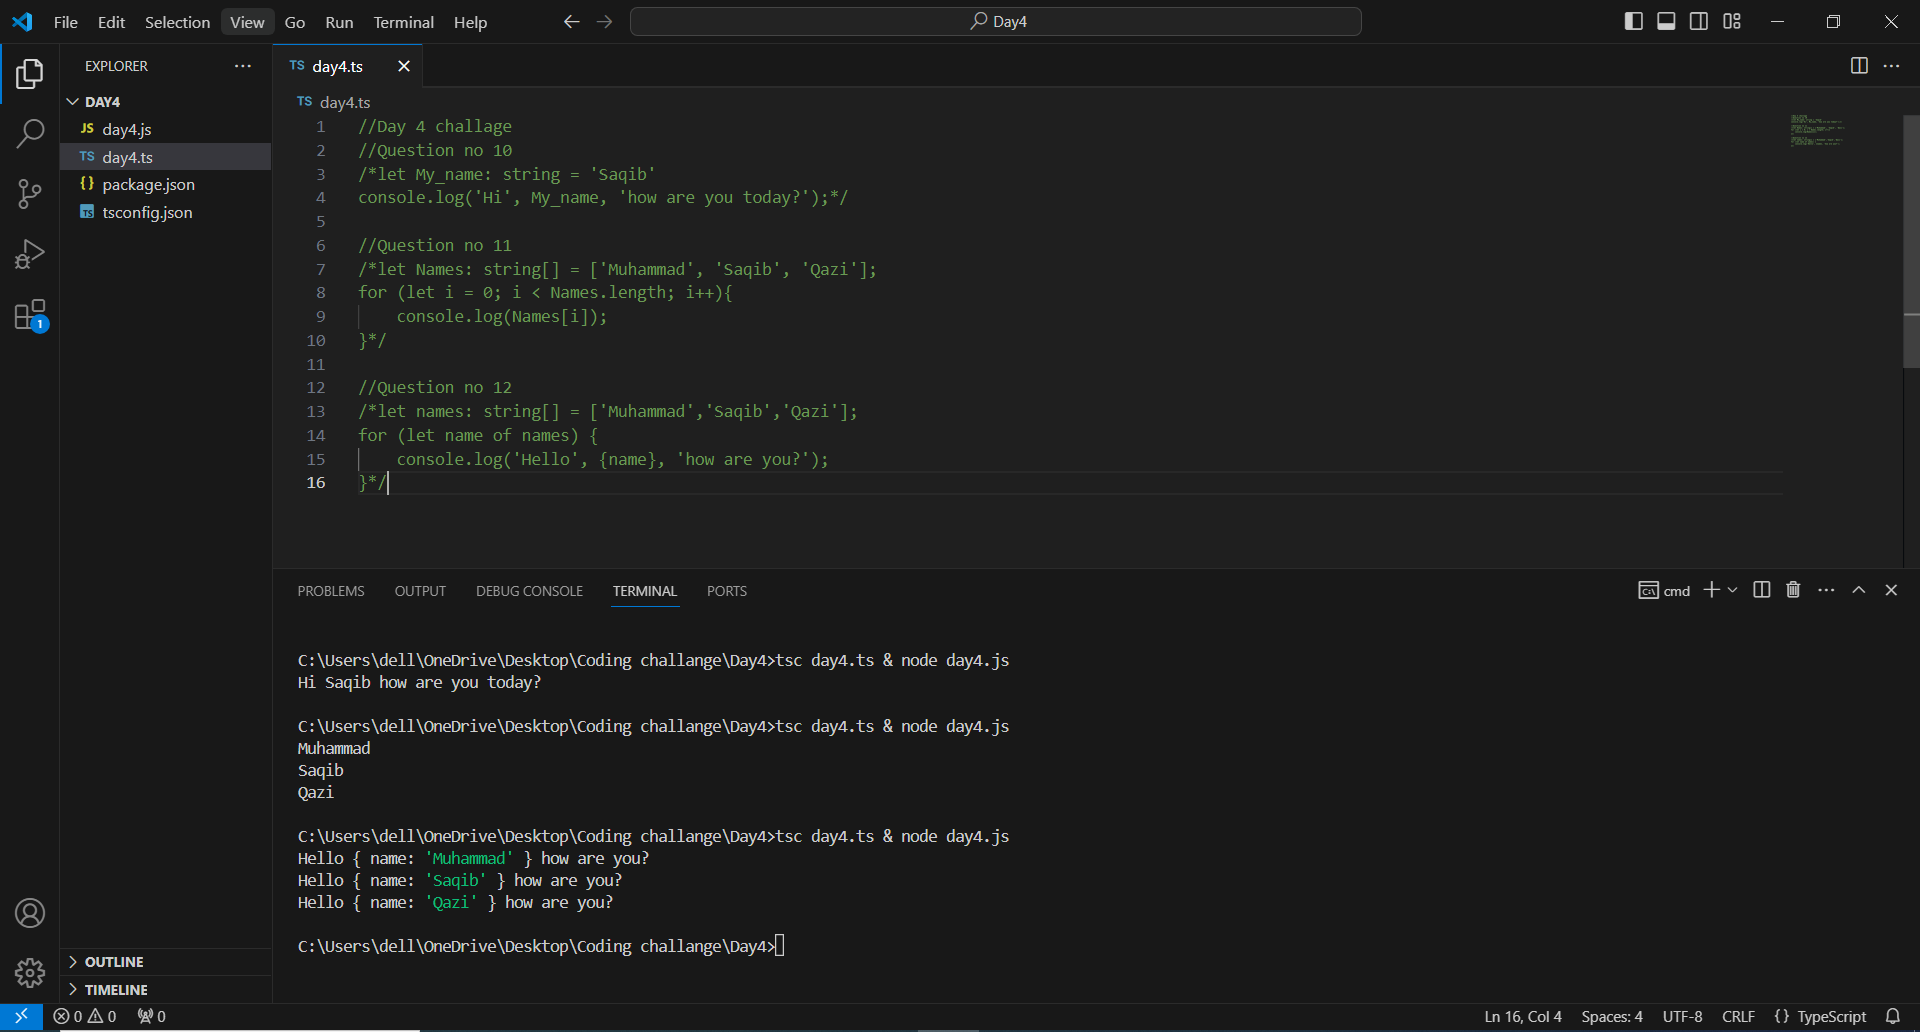 File Edit Selection View Go Run Terminal Help
Day4
EXPLORER
DAY4
JS day4.js
TS day4.ts
{} package.json
TS tsconfig.json
OUTLINE
TIMELINE
1
TS day4.ts
TS day4.ts
1 //Day 4 challage
2 //Question no 10
3 /*let My_name: string = 'Saqib'
4 console.log('Hi', My_name, 'how are you today?');*/
5
6 //Question no 11
7 /*let Names: string[] = ['Muhammad', 'Saqib', 'Qazi'];
8 for (let i = 0; i < Names.length; i++){
9     console.log(Names[i]);
10 }*/
11
12 //Question no 12
13 /*let names: string[] = ['Muhammad','Saqib','Qazi'];
14 for (let name of names) {
15     console.log('Hello', {name}, 'how are you?');
16 }*/
PROBLEMS OUTPUT DEBUG CONSOLE TERMINAL PORTS
cmd
C:\Users\dell\OneDrive\Desktop\Coding challange\Day4>tsc day4.ts & node day4.js
Hi Saqib how are you today?
C:\Users\dell\OneDrive\Desktop\Coding challange\Day4>tsc day4.ts & node day4.js
Muhammad
Saqib
Qazi
C:\Users\dell\OneDrive\Desktop\Coding challange\Day4>tsc day4.ts & node day4.js
Hello { name: 'Muhammad' } how are you?
Hello { name: 'Saqib' } how are you?
Hello { name: 'Qazi' } how are you?
C:\Users\dell\OneDrive\Desktop\Coding challange\Day4>
0 0 0
Ln 16, Col 4 Spaces: 4 UTF-8 CRLF {} TypeScript